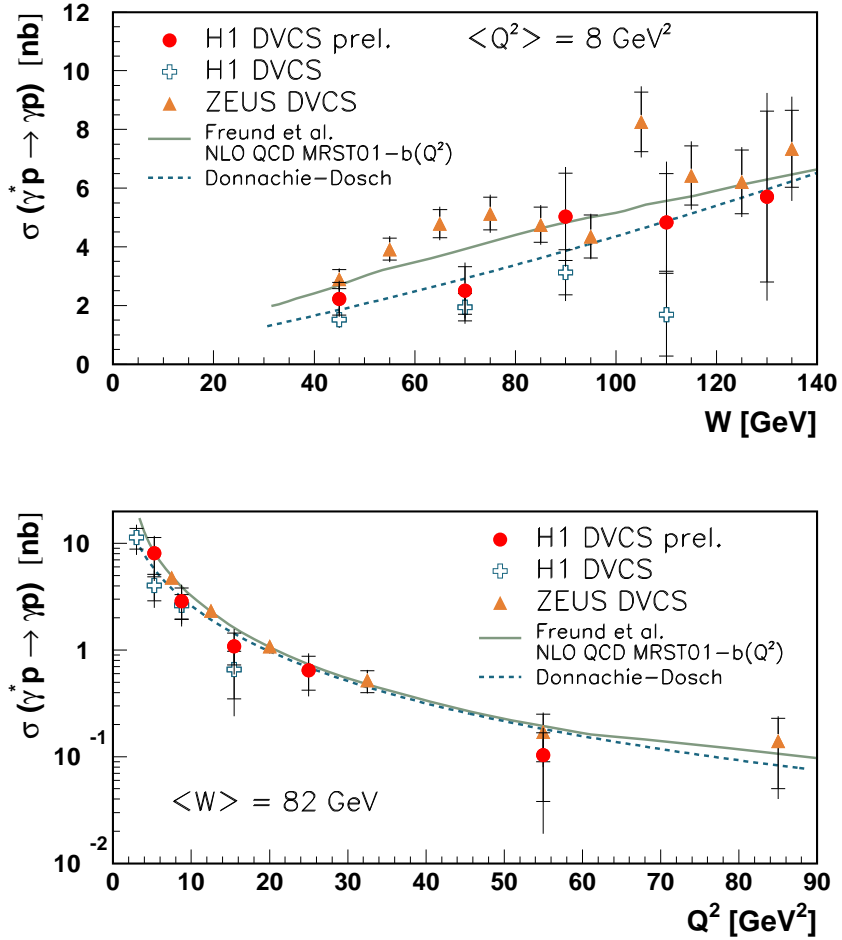 σ (γ* p → γp) [nb]
12
10
8
6
4
2
0
H1 DVCS prel.
H1 DVCS
ZEUS DVCS
Freund et al.
NLO QCD MRST01−b(Q²)
Donnachie−Dosch
<Q²> = 8 GeV²
0 20 40 60 80 100 120 140
W [GeV]
σ (γ* p → γp) [nb]
10
1
10⁻¹
10⁻²
H1 DVCS prel.
H1 DVCS
ZEUS DVCS
Freund et al.
NLO QCD MRST01−b(Q²)
Donnachie−Dosch
<W> = 82 GeV
0 10 20 30 40 50 60 70 80 90
Q² [GeV²]